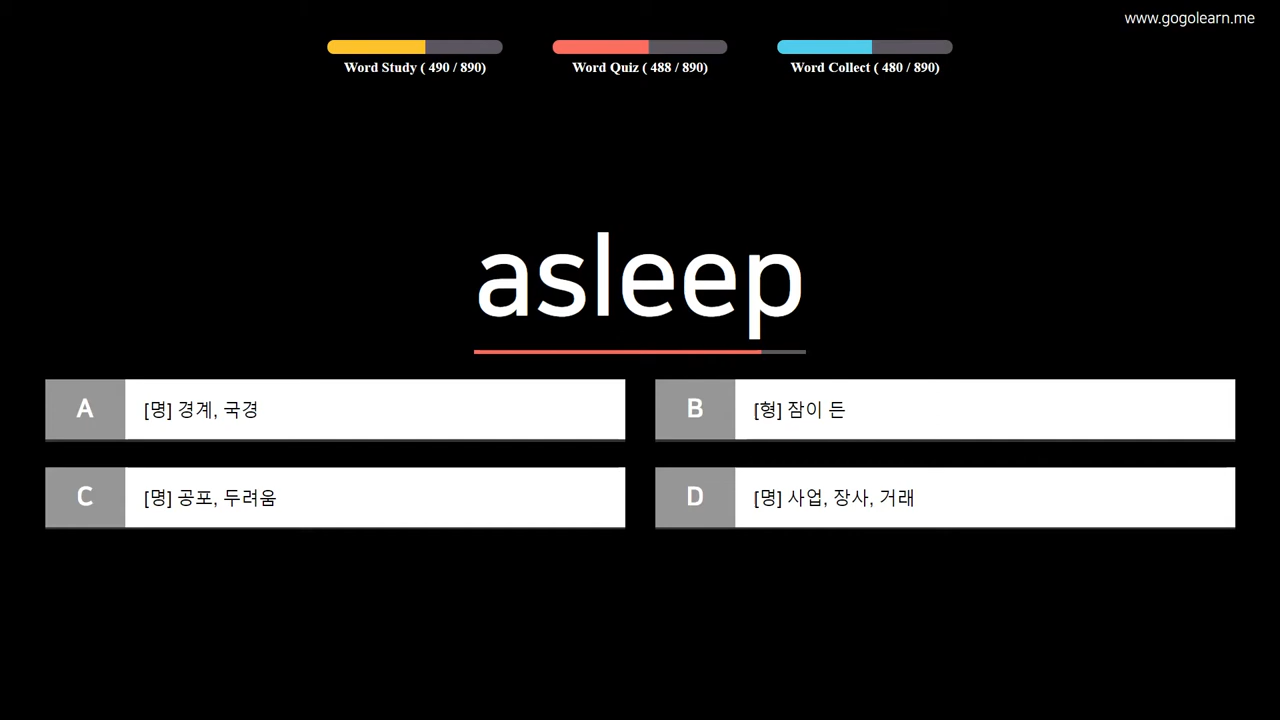 www.gogolearn.me
Word Study ( 490 / 890)
Word Quiz ( 488 / 890)
Word Collect ( 480 / 890)
asleep
A [명] 경계, 국경
B [형] 잠이 든
C [명] 공포, 두려움
D [명] 사업, 장사, 거래